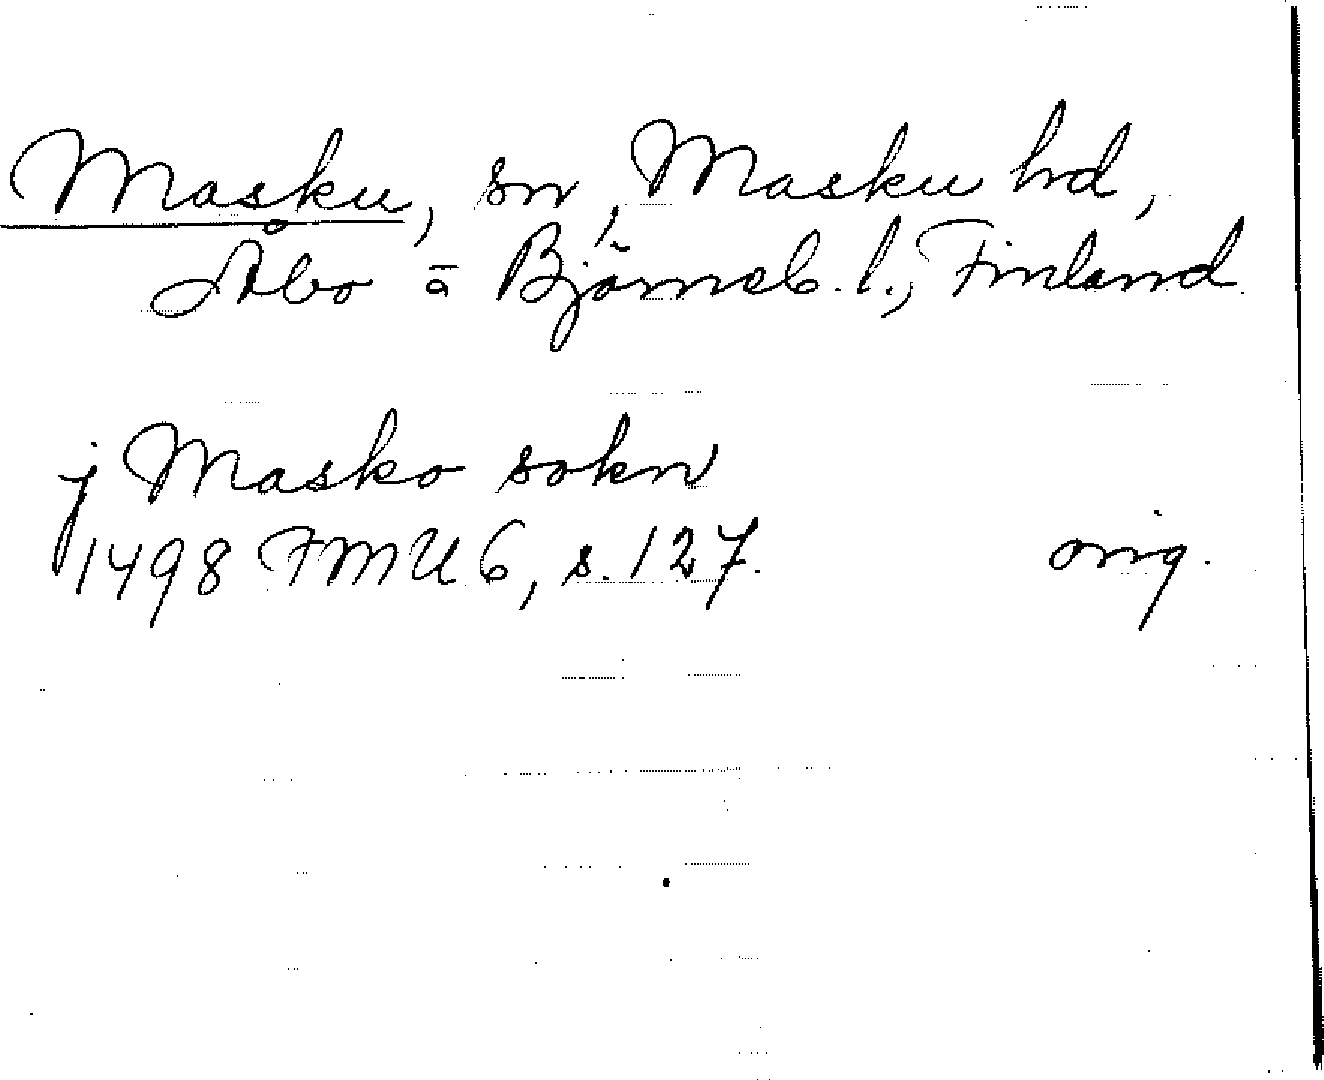 Masku, sn, Masku hd,
Åbo o Björneb. l., Finland
j Masko sokn
1498 FMU 6, s. 127. orig.